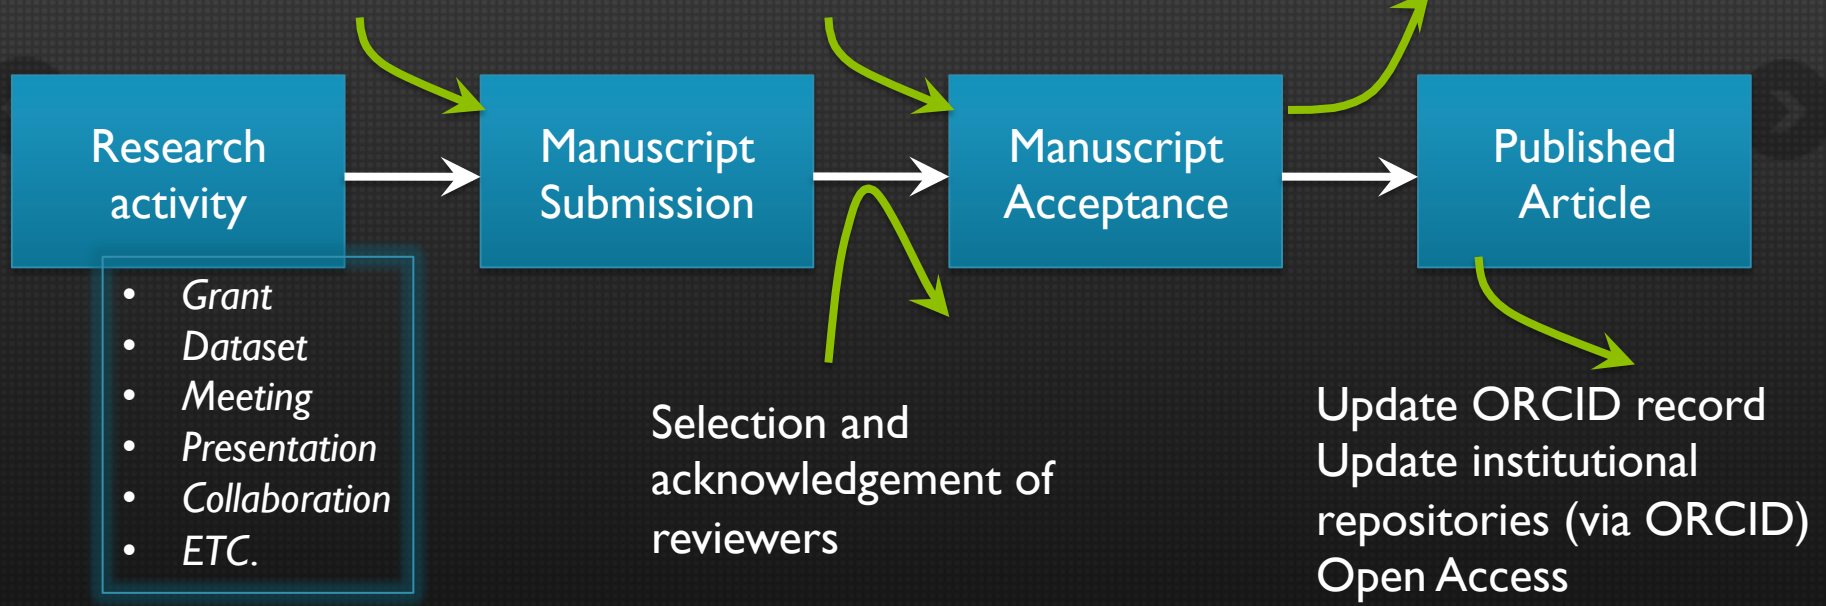 Research
activity
Manuscript
Submission
Manuscript
Acceptance
Published
Article
• Grant
• Dataset
• Meeting
• Presentation
• Collaboration
• ETC.
Selection and
acknowledgement of
reviewers
Update ORCID record
Update institutional
repositories (via ORCID)
Open Access